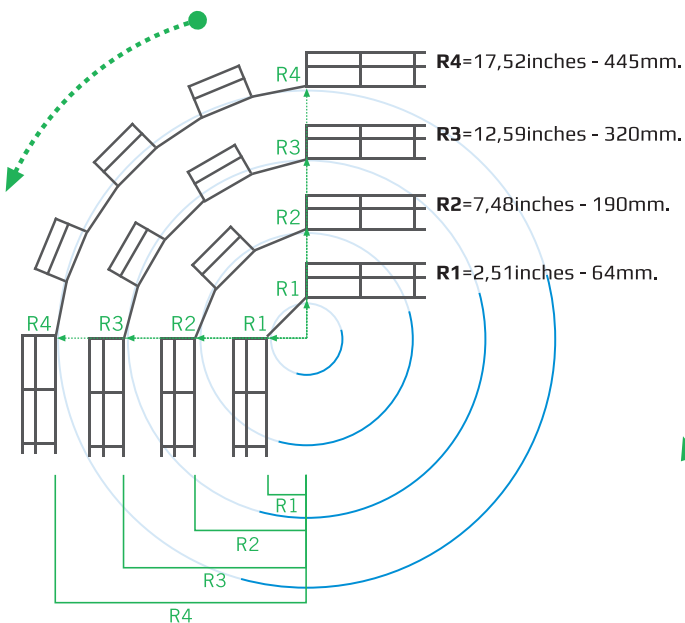 R4
R4=17,52inches - 445mm.
R3
R3=12,59inches - 320mm.
R2
R2=7,48inches - 190mm.
R1
R1=2,51inches - 64mm.
R4 R3 R2 R1
R1
R2
R3
R4